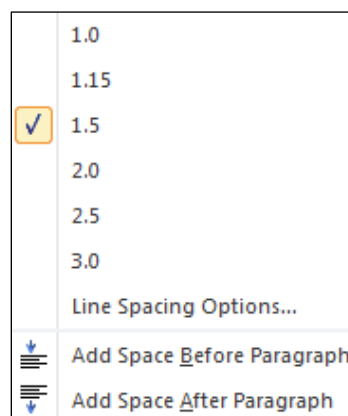 1.0
1.15
1.5
2.0
2.5
3.0
Line Spacing Options...
Add Space Before Paragraph
Add Space After Paragraph